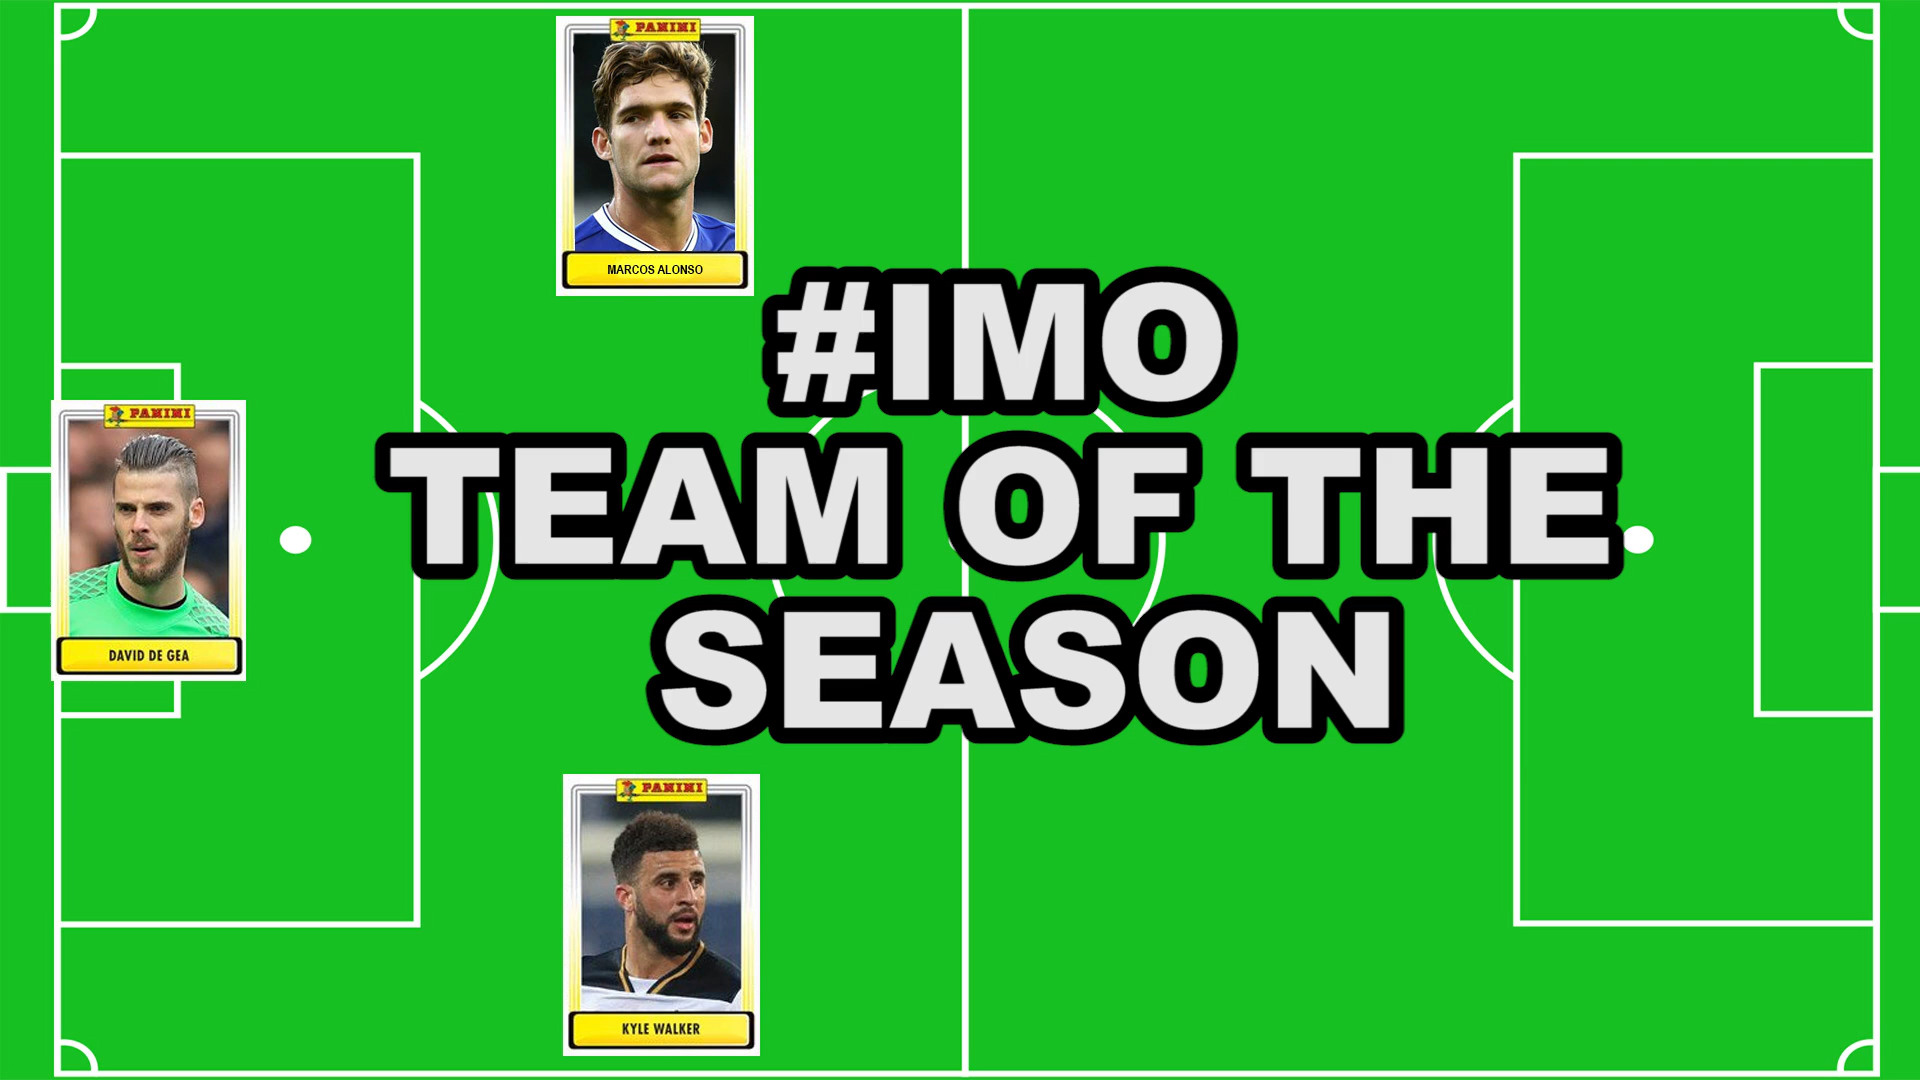 PANINI
MARCOS ALONSO
#IMO
TEAM OF THE
SEASON
PANINI
DAVID DE GEA
PANINI
KYLE WALKER